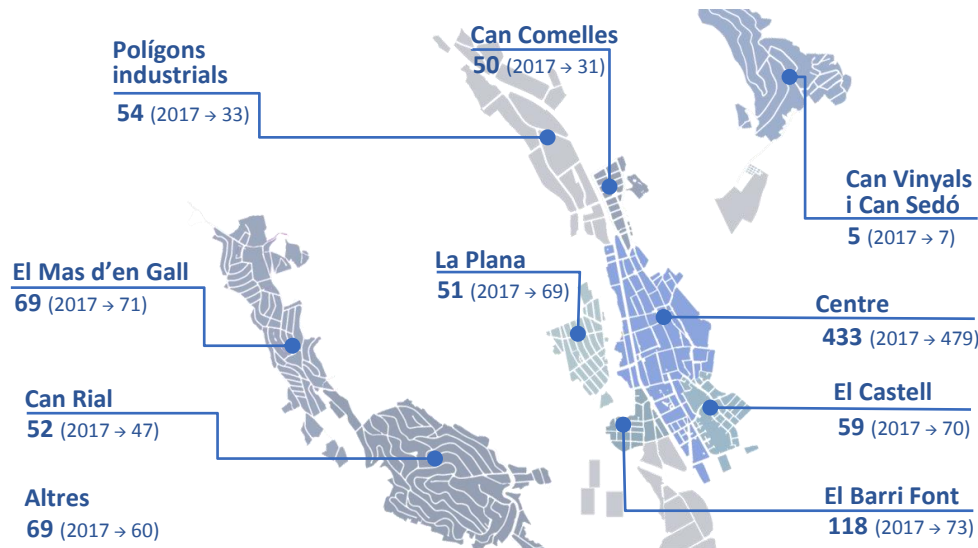 Polígons
industrials
54 (2017 → 33)
Can Comelles
50 (2017 → 31)
Can Vinyals
i Can Sedó
5 (2017 → 7)
El Mas d'en Gall
69 (2017 → 71)
La Plana
51 (2017 → 69)
Centre
433 (2017 → 479)
Can Rial
52 (2017 → 47)
El Castell
59 (2017 → 70)
Altres
69 (2017 → 60)
El Barri Font
118 (2017 → 73)